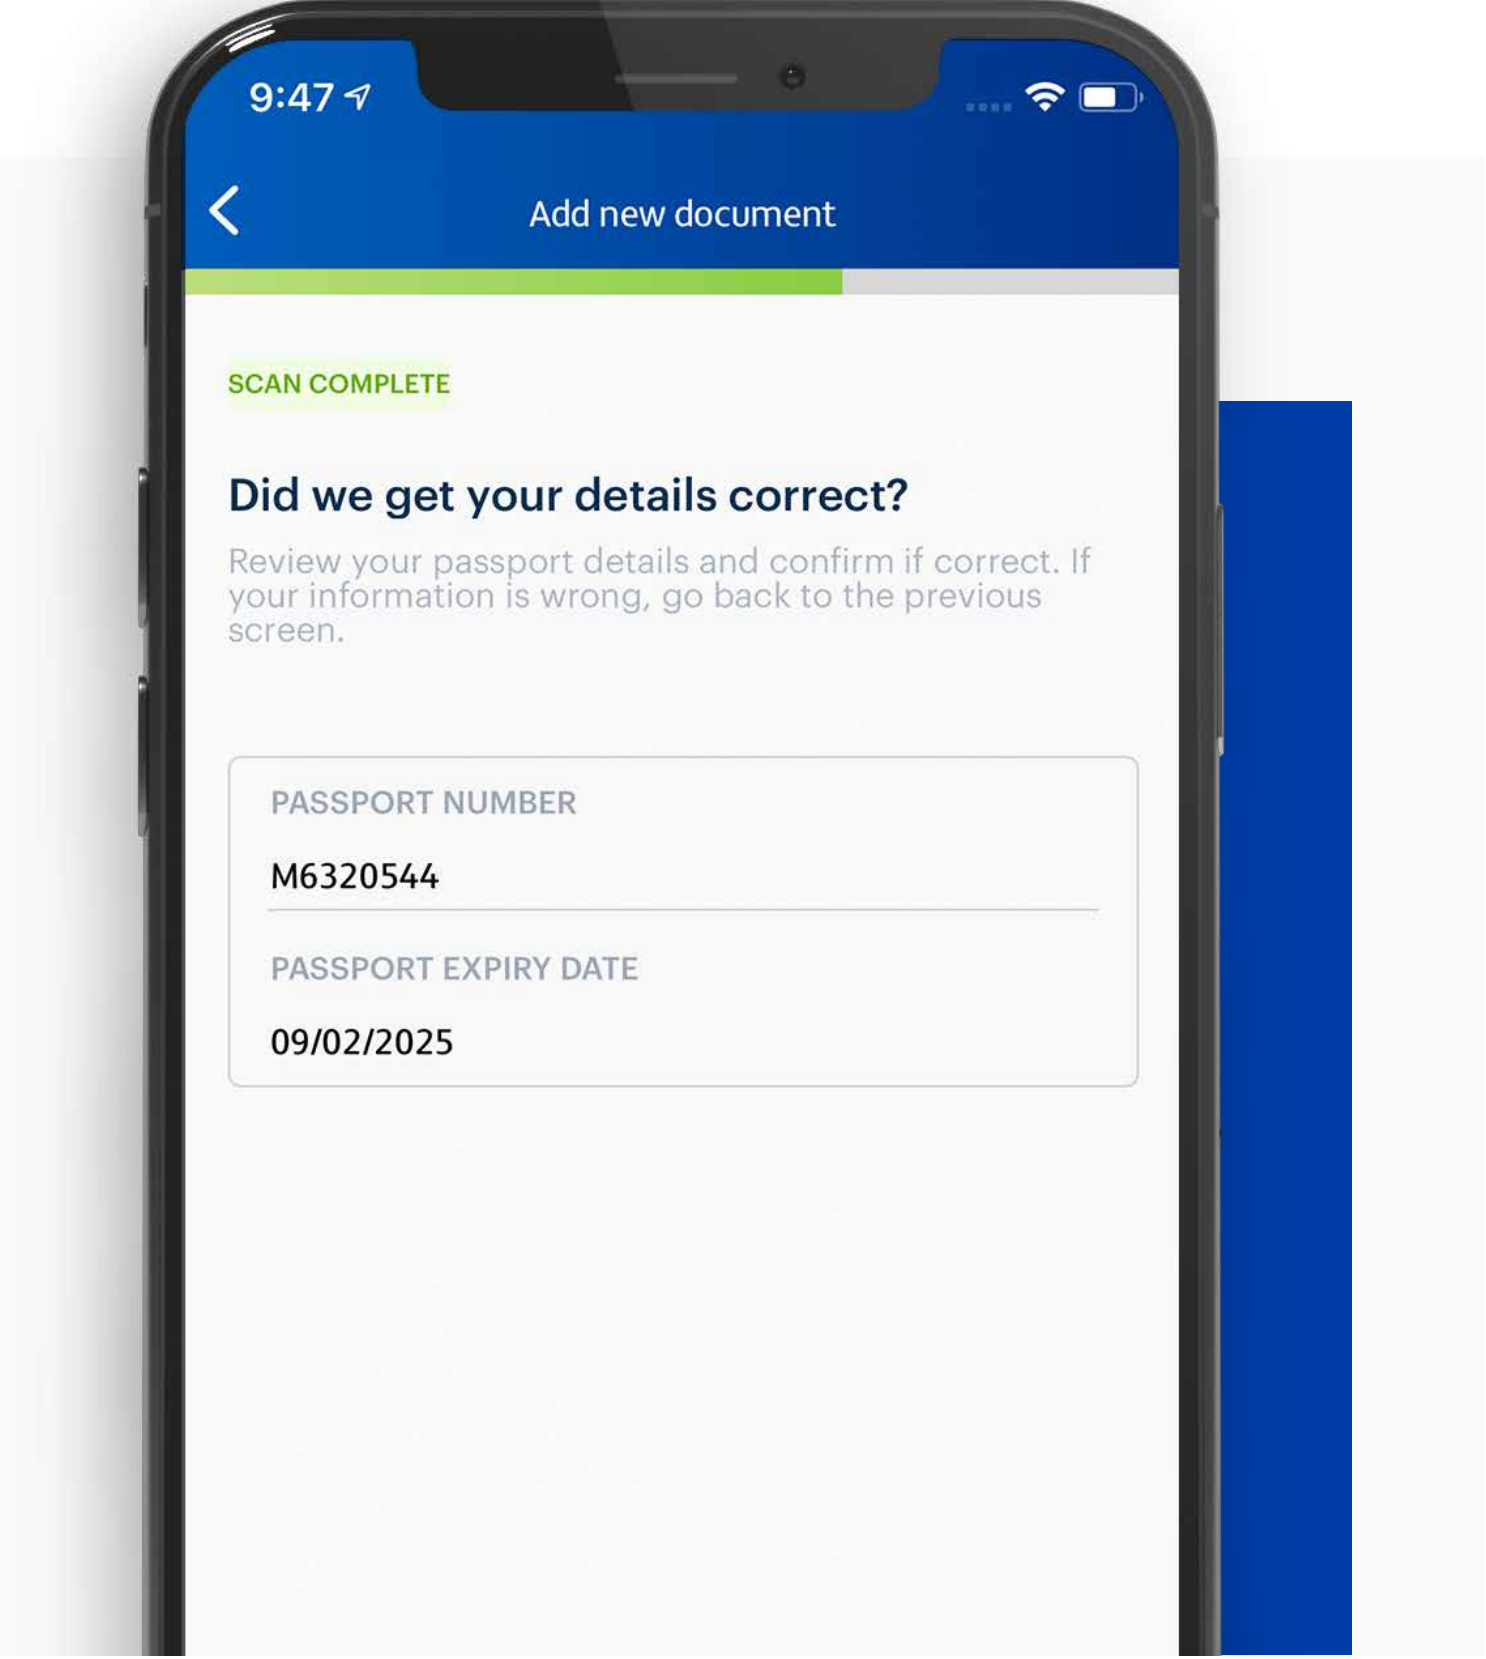 9:47
Add new document
SCAN COMPLETE
Did we get your details correct?
Review your passport details and confirm if correct. If
your information is wrong, go back to the previous
screen.
PASSPORT NUMBER
M6320544
PASSPORT EXPIRY DATE
09/02/2025